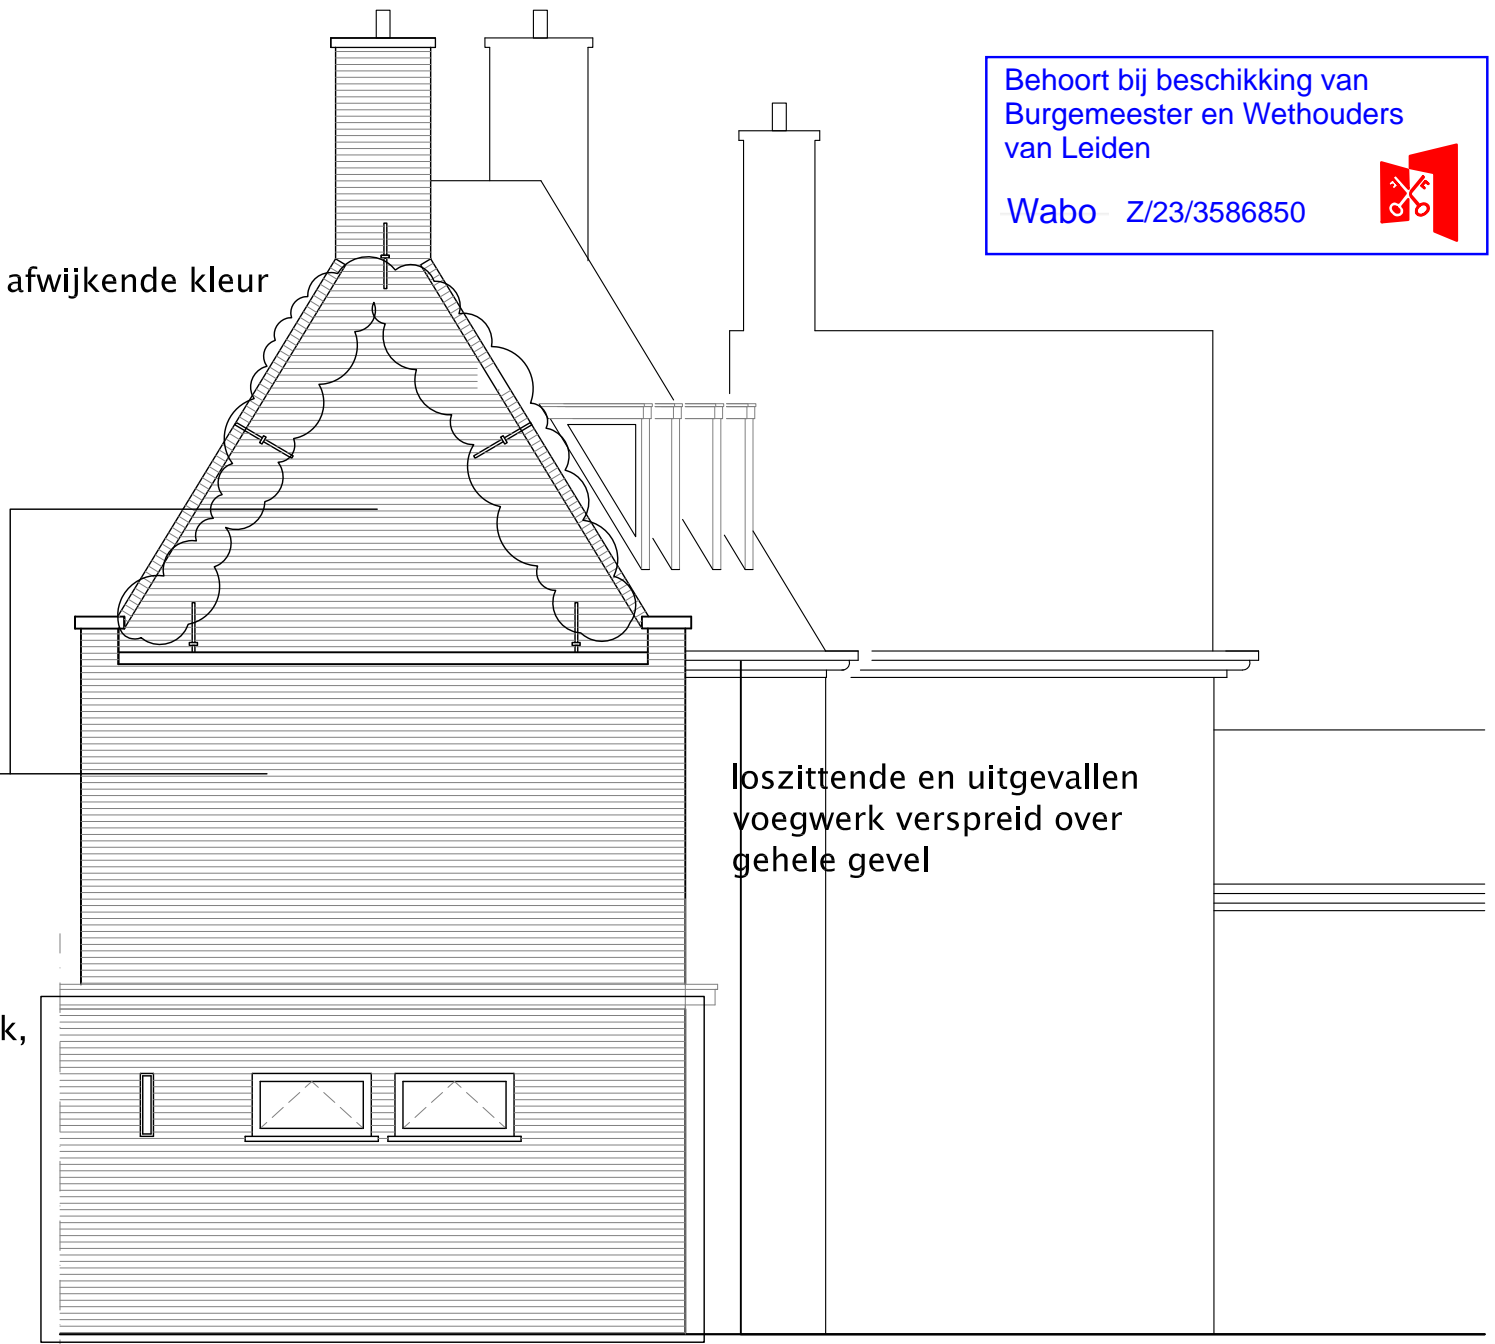 Behoort bij beschikking van
Burgemeester en Wethouders
van Leiden
Wabo Z/23/3586850
afwijkende kleur
loszittende en uitgevallen
voegwerk verspreid over
gehele gevel
k,